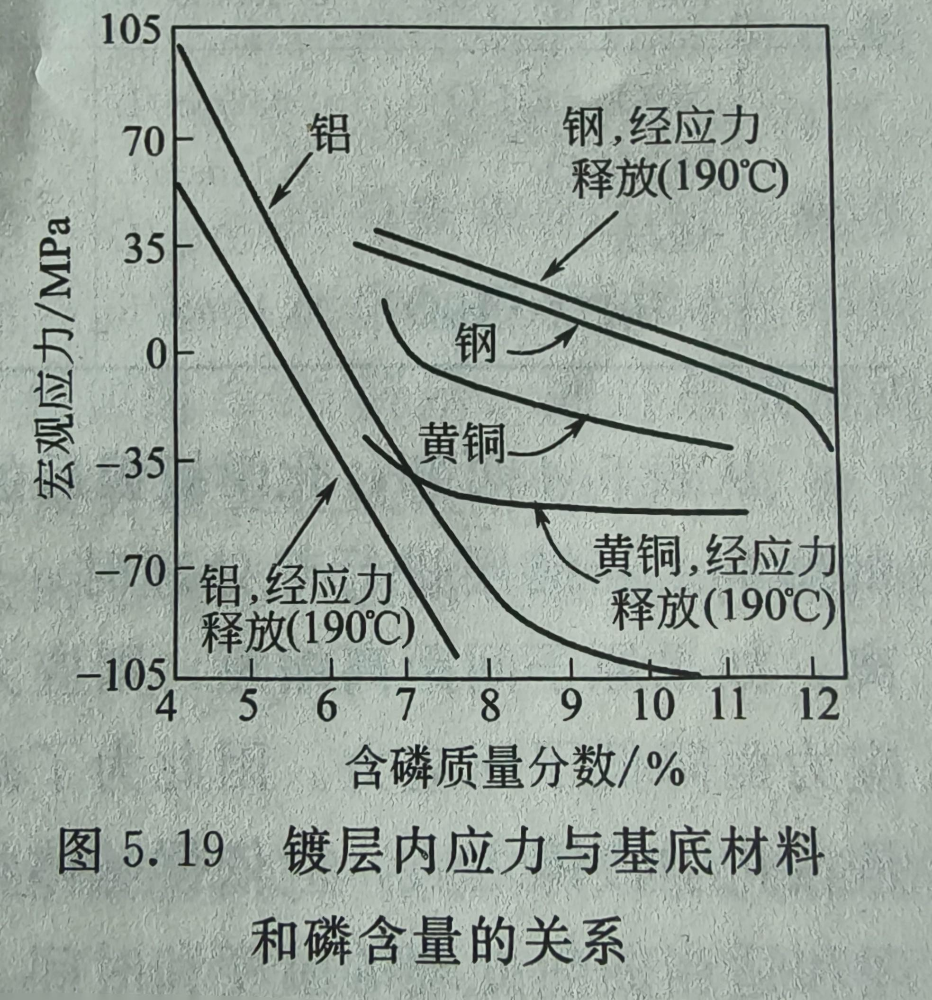 105
70
35
0
−35
−70
−105
宏观应力/MPa
铝
钢,经应力
释放(190℃)
钢
黄铜
黄铜,经应力
释放(190℃)
铝,经应力
释放(190℃)
4 5 6 7 8 9 10 11 12
含磷质量分数/%
图 5.19 镀层内应力与基底材料
和磷含量的关系